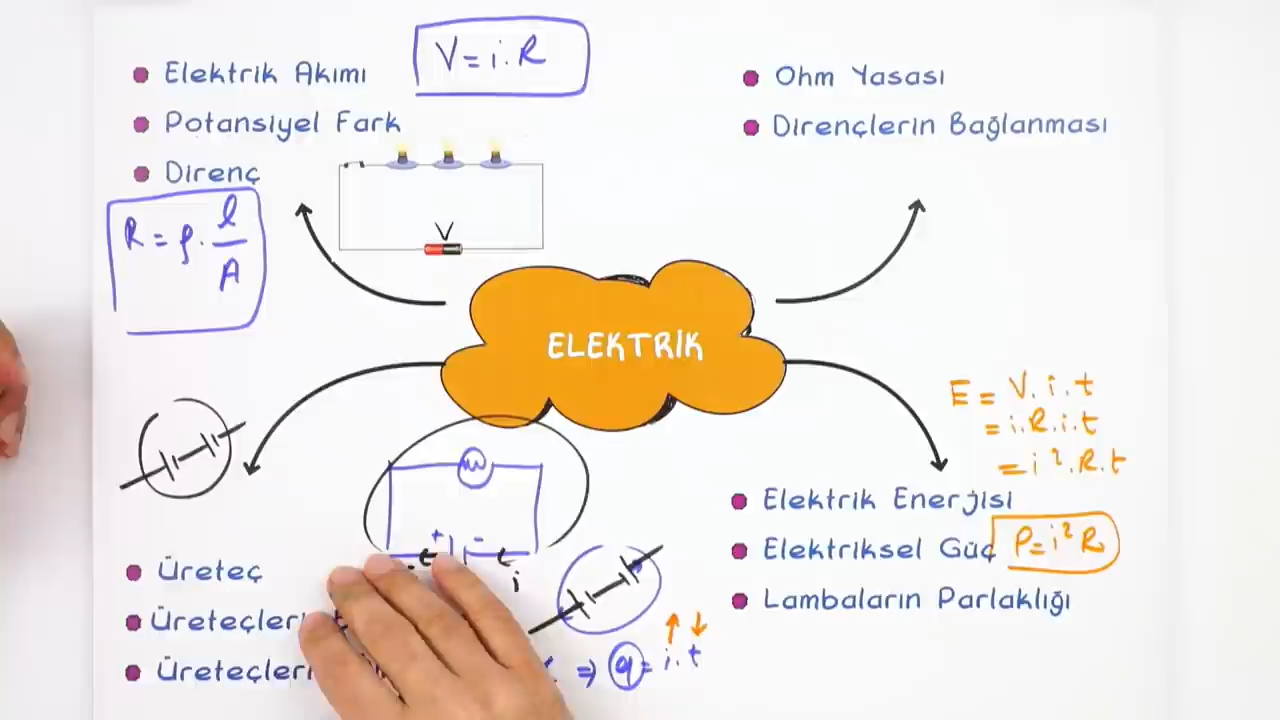 Elektrik Akımı
V = i.R
Potansiyel Fark
Direnç
R = ρ. l/A
V
Ohm Yasası
Dirençlerin Bağlanması
ELEKTRİK
E = V.i.t
= i.R.i.t
= i².R.t
Elektrik Enerjisi
Elektriksel Güç
P = i²R
Lambaların Parlaklığı
+ -
i
Üreteç
Üreteçleri
Üreteçleri
⇒ q = i.t